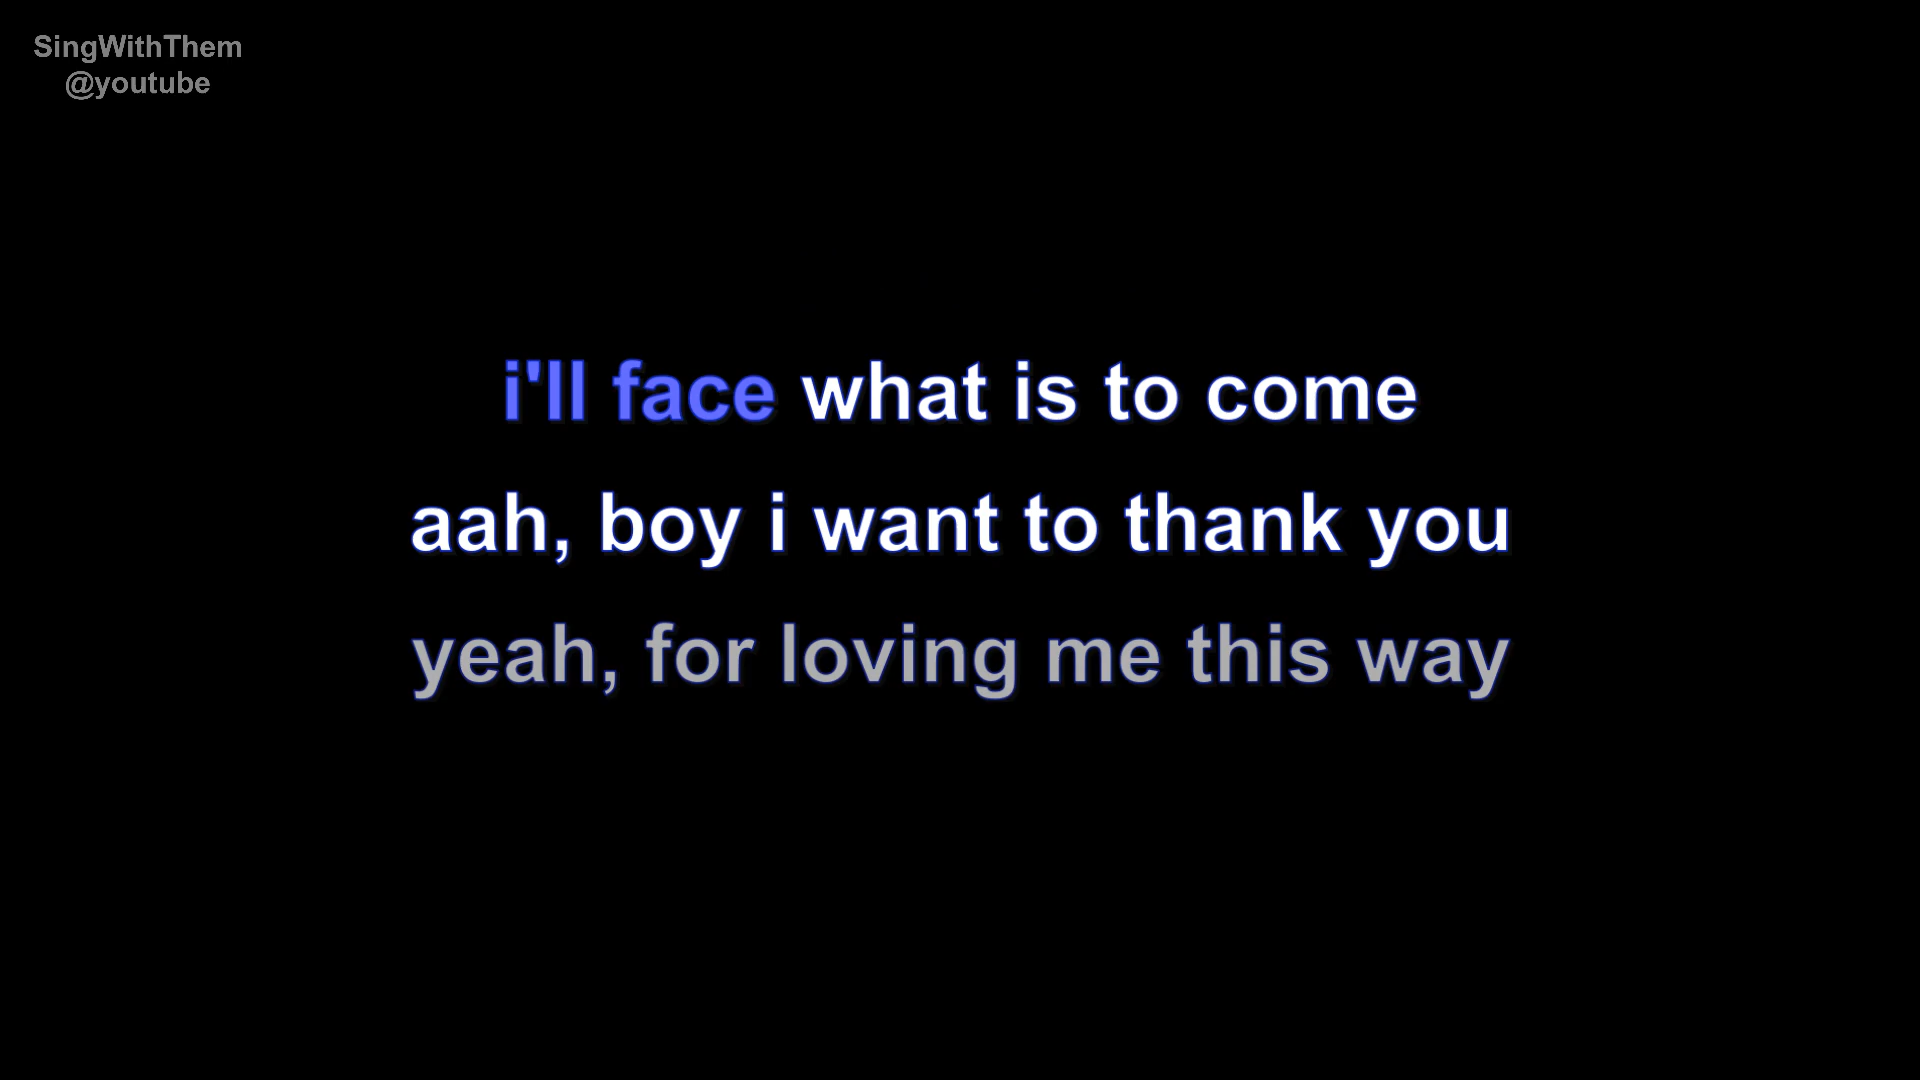 SingWithThem
@youtube
i'll face what is to come
aah, boy i want to thank you
yeah, for loving me this way